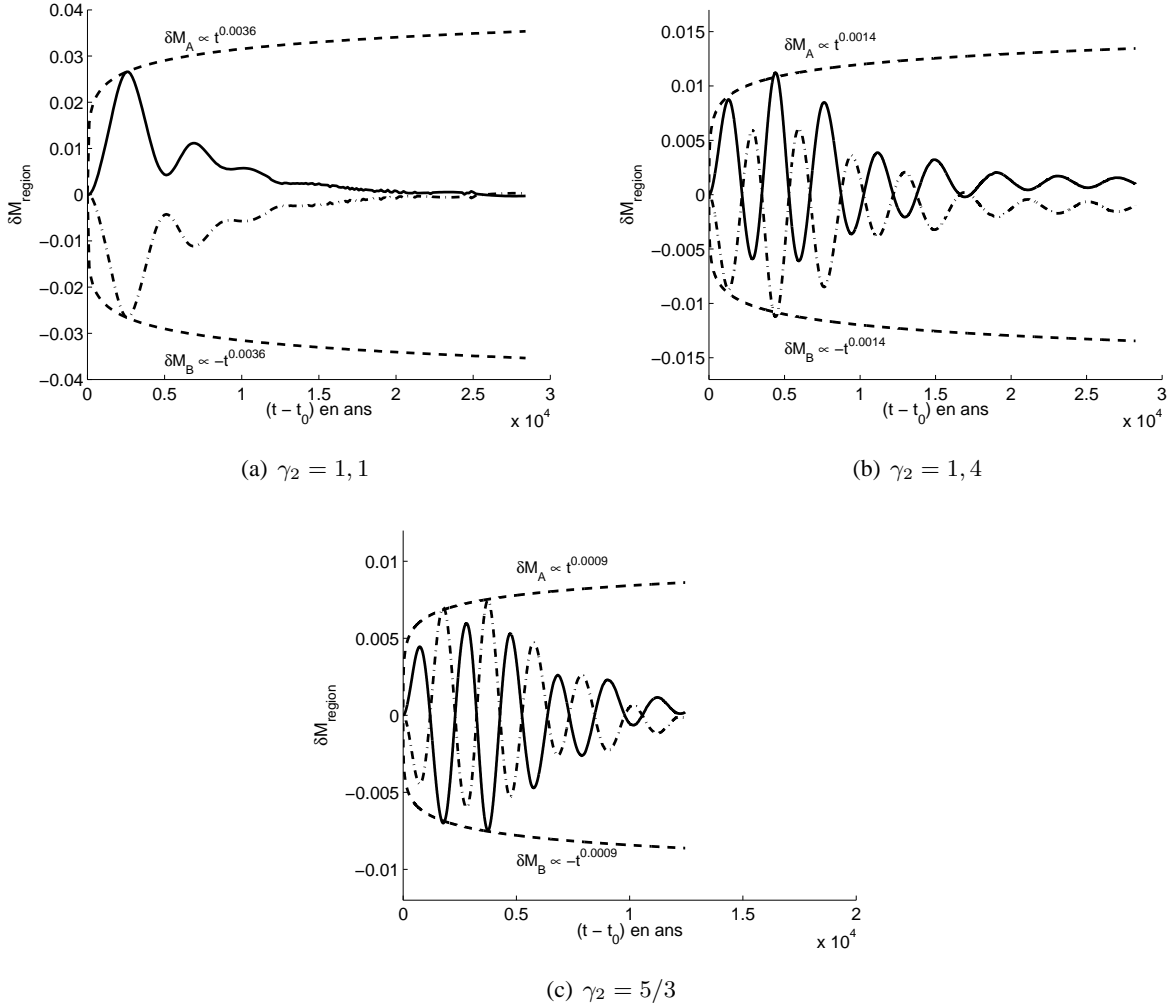 0.04
0.03
0.02
0.01
0
−0.01
−0.02
−0.03
−0.04
δM_region
δM_A ∝ t^0.0036
δM_B ∝ −t^0.0036
0 0.5 1 1.5 2 2.5 3
(t − t_0) en ans
x 10^4
(a) γ_2 = 1, 1
0.015
0.01
0.005
0
−0.005
−0.01
−0.015
δM_region
δM_A ∝ t^0.0014
δM_B ∝ −t^0.0014
0 0.5 1 1.5 2 2.5 3
(t − t_0) en ans
x 10^4
(b) γ_2 = 1, 4
0.01
0.005
0
−0.005
−0.01
δM_region
δM_A ∝ t^0.0009
δM_B ∝ −t^0.0009
0 0.5 1 1.5 2
(t − t_0) en ans
x 10^4
(c) γ_2 = 5/3